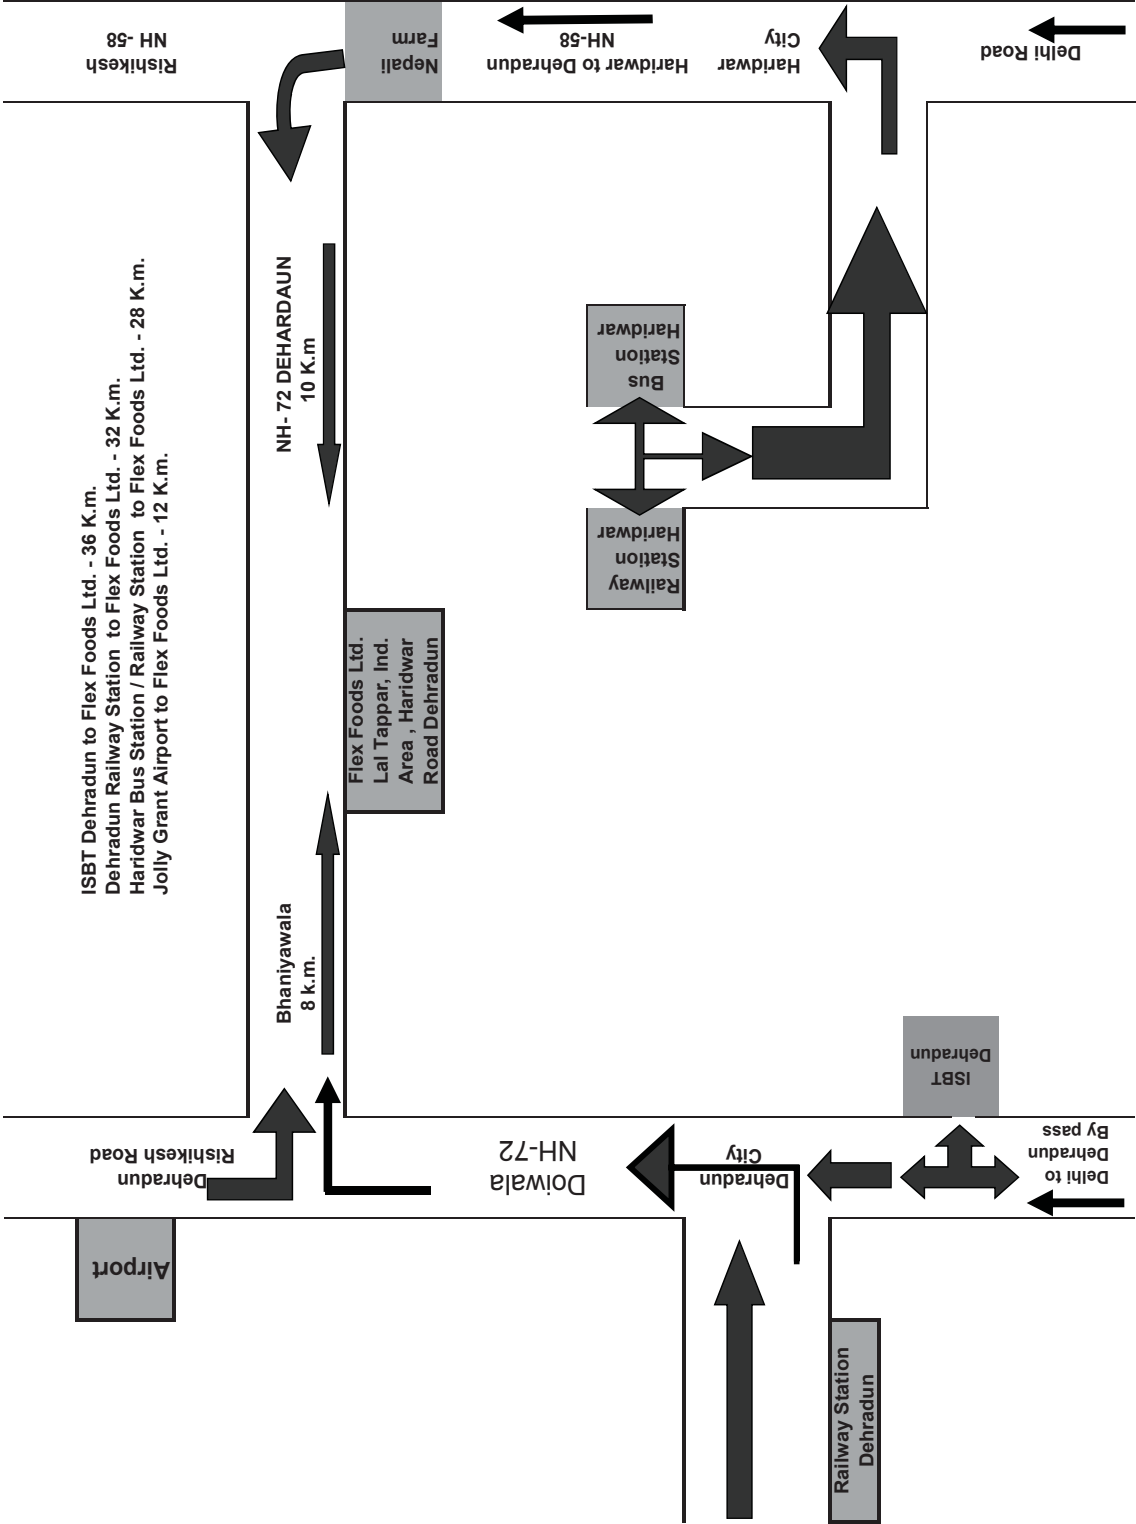 Rishikesh
NH -58
Nepali
Farm
Haridwar to Dehradun
NH-58
Haridwar
City
Delhi Road
ISBT Dehradun to Flex Foods Ltd. - 36 K.m.
Dehradun Railway Station to Flex Foods Ltd. - 32 K.m.
Haridwar Bus Station / Railway Station to Flex Foods Ltd. - 28 K.m.
Jolly Grant Airport to Flex Foods Ltd. - 12 K.m.
NH- 72 DEHARDAUN
10 K.m
Bus
Station
Haridwar
Railway
Station
Haridwar
Flex Foods Ltd.
Lal Tappar, Ind.
Area , Haridwar
Road Dehradun
Bhaniyawala
8 k.m.
ISBT
Dehradun
Dehradun
Rishikesh Road
Doiwala
NH-72
Dehradun
City
Delhi to
Dehradun
By pass
Airport
Railway Station
Dehradun